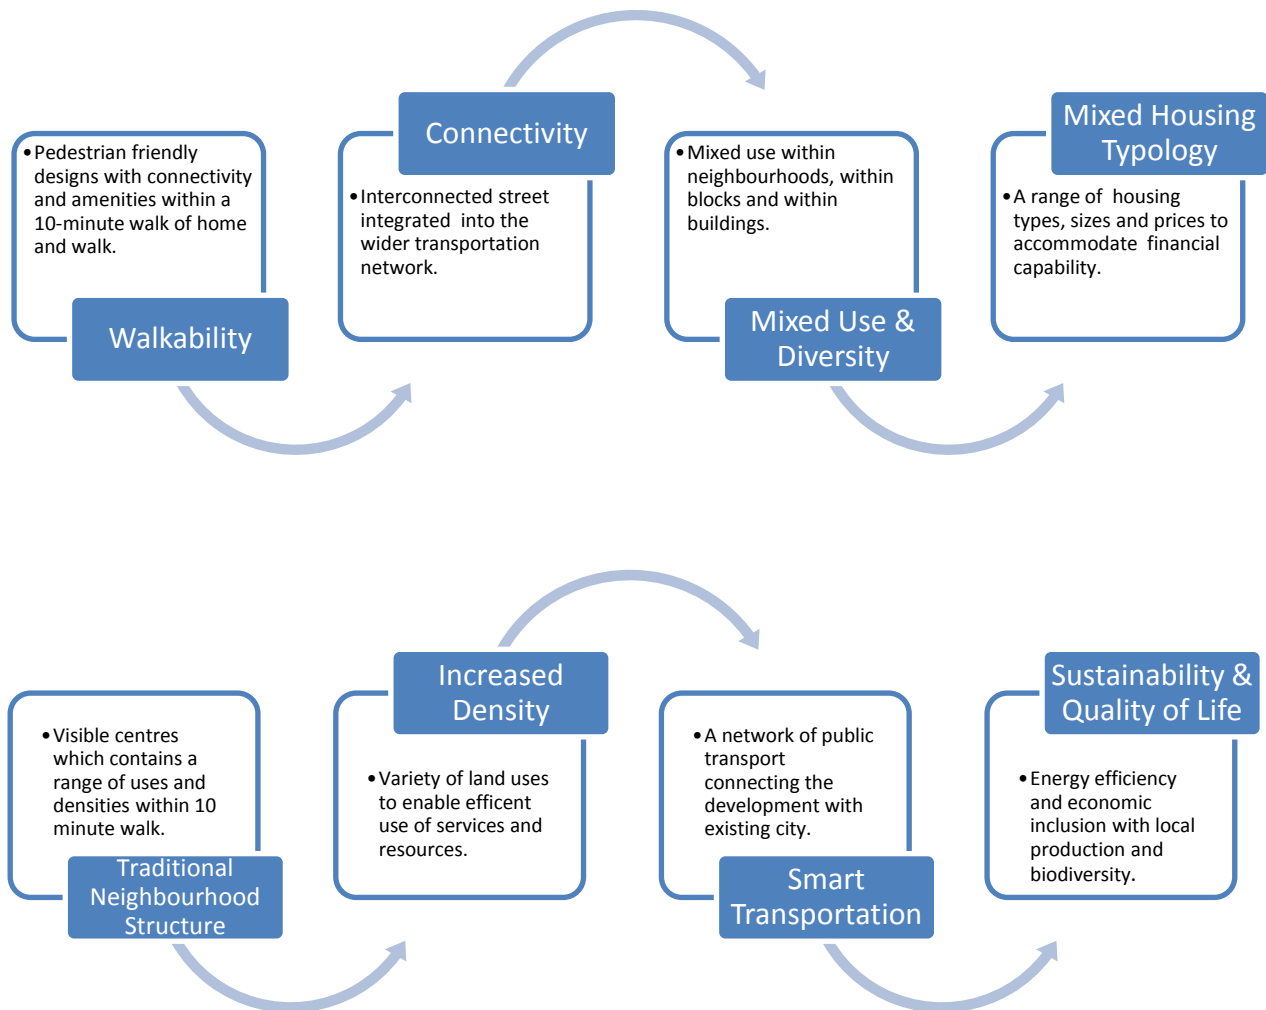 •Pedestrian friendly
designs with connectivity
and amenities within a
10-minute walk of home
and walk.
Walkability
Connectivity
•Interconnected street
integrated into the
wider transportation
network.
•Mixed use within
neighbourhoods, within
blocks and within
buildings.
Mixed Use &
Diversity
Mixed Housing
Typology
•A range of housing
types, sizes and prices to
accommodate financial
capability.
•Visible centres
which contains a
range of uses and
densities within 10
minute walk.
Traditional
Neighbourhood
Structure
Increased
Density
•Variety of land uses
to enable efficent
use of services and
resources.
•A network of public
transport
connecting the
development with
existing city.
Smart
Transportation
Sustainability &
Quality of Life
•Energy efficiency
and economic
inclusion with local
production and
biodiversity.